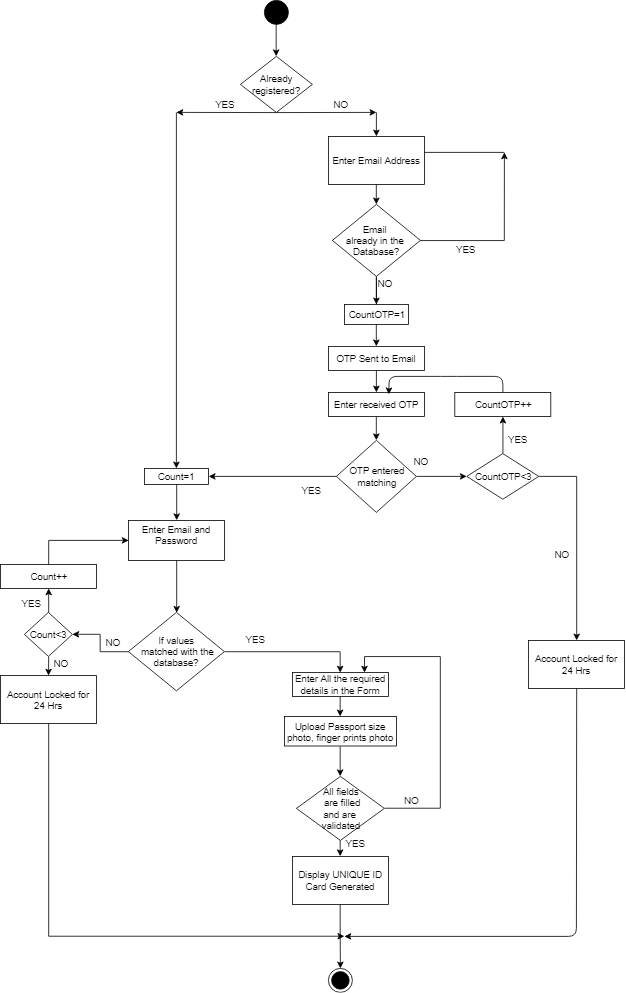 Already
registered?
YES
NO
Enter Email Address
Email
already in the
Database?
YES
NO
CountOTP=1
OTP Sent to Email
Enter received OTP
CountOTP++
YES
OTP entered
matching
NO
CountOTP<3
YES
NO
Count=1
Enter Email and
Password
Count++
YES
Count<3
NO
If values
matched with the
database?
YES
NO
Account Locked for
24 Hrs
Account Locked for
24 Hrs
Enter All the required
details in the Form
Upload Passport size
photo, finger prints photo
All fields
are filled
and are
validated
NO
YES
Display UNIQUE ID
Card Generated